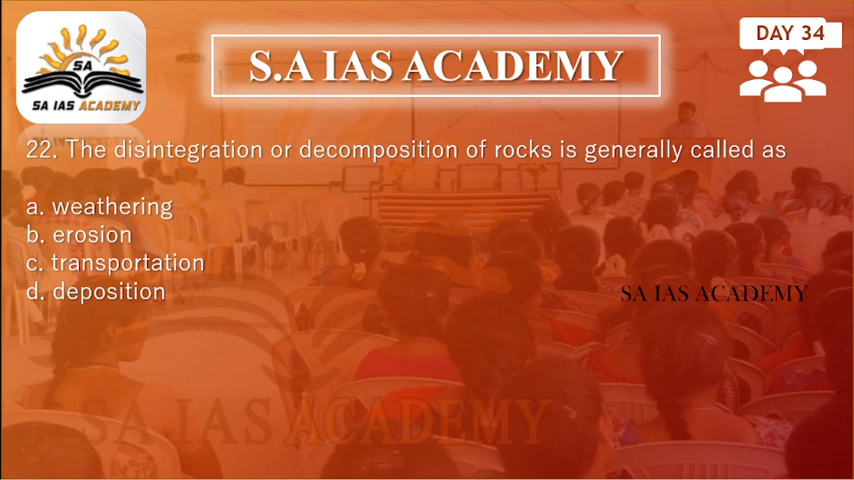 S.A IAS ACADEMY
DAY 34
SA
SA IAS ACADEMY
22. The disintegration or decomposition of rocks is generally called as
a. weathering
b. erosion
c. transportation
d. deposition
SA IAS ACADEMY
SA
SA IAS ACADEMY